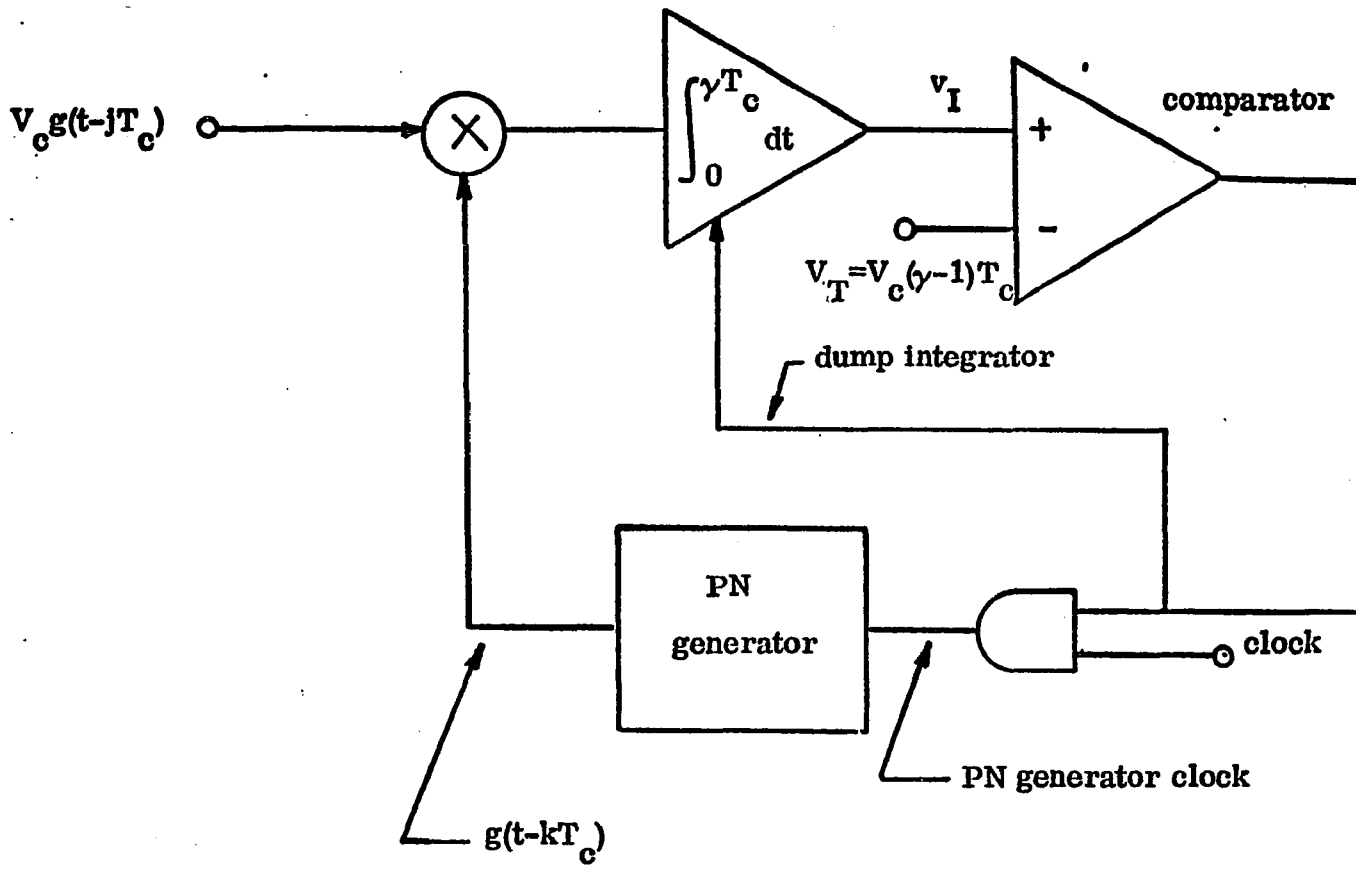 V_c g(t-jT_c)
×
∫_0^{γT_c} dt
v_I
comparator
+
-
V_T=V_c(γ-1)T_c
dump integrator
PN
generator
clock
PN generator clock
g(t-kT_c)